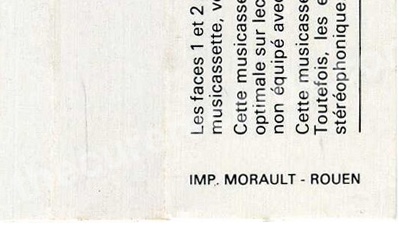 Les faces 1 et 2
musicassette, v
Cette musicasse
optimale sur lec
non équipé avec
Cette musicasse
Toutefois, les e
stéréophonique
IMP. MORAULT - ROUEN